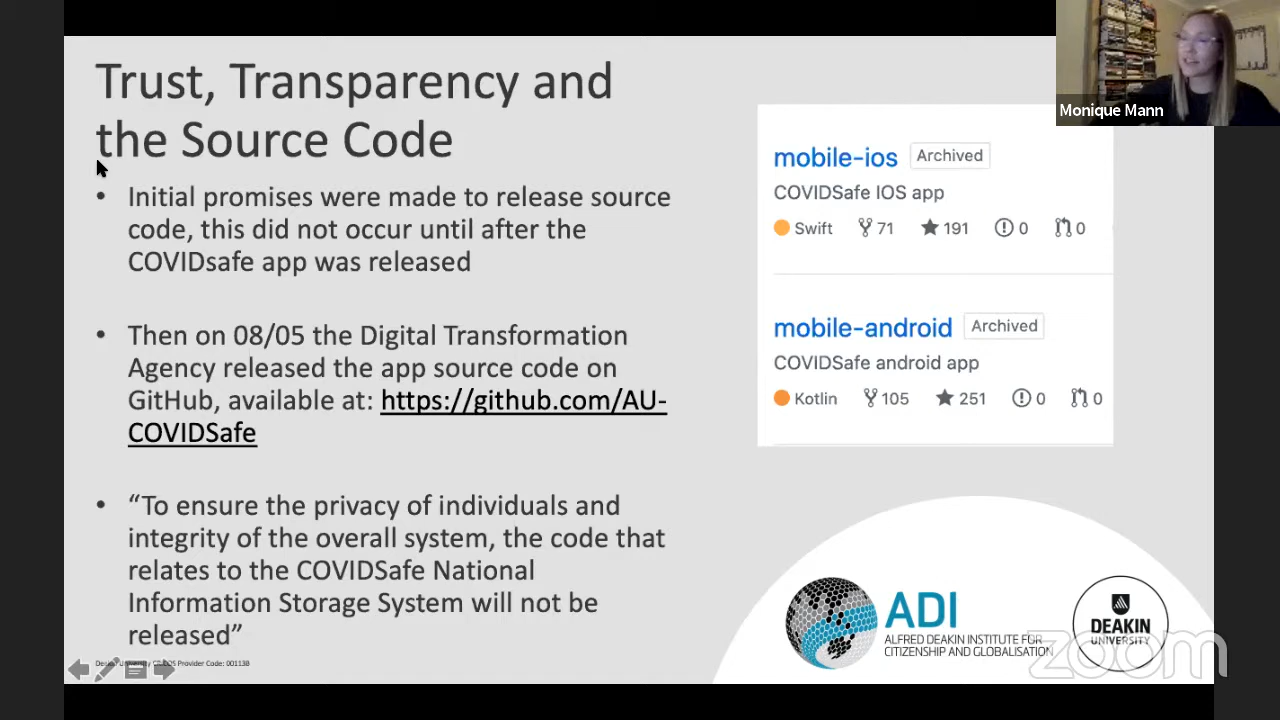 Trust, Transparency and
the Source Code
• Initial promises were made to release source
code, this did not occur until after the
COVIDsafe app was released
• Then on 08/05 the Digital Transformation
Agency released the app source code on
GitHub, available at: https://github.com/AU-
COVIDSafe
• “To ensure the privacy of individuals and
integrity of the overall system, the code that
relates to the COVIDSafe National
Information Storage System will not be
released”
mobile-ios Archived
COVIDSafe IOS app
Swift 71 191 0 0
mobile-android Archived
COVIDSafe android app
Kotlin 105 251 0 0
Monique Mann
ADI
ALFRED DEAKIN INSTITUTE FOR
CITIZENSHIP AND GLOBALISATION
DEAKIN
UNIVERSITY
zoom
University Provider Code: 00113B